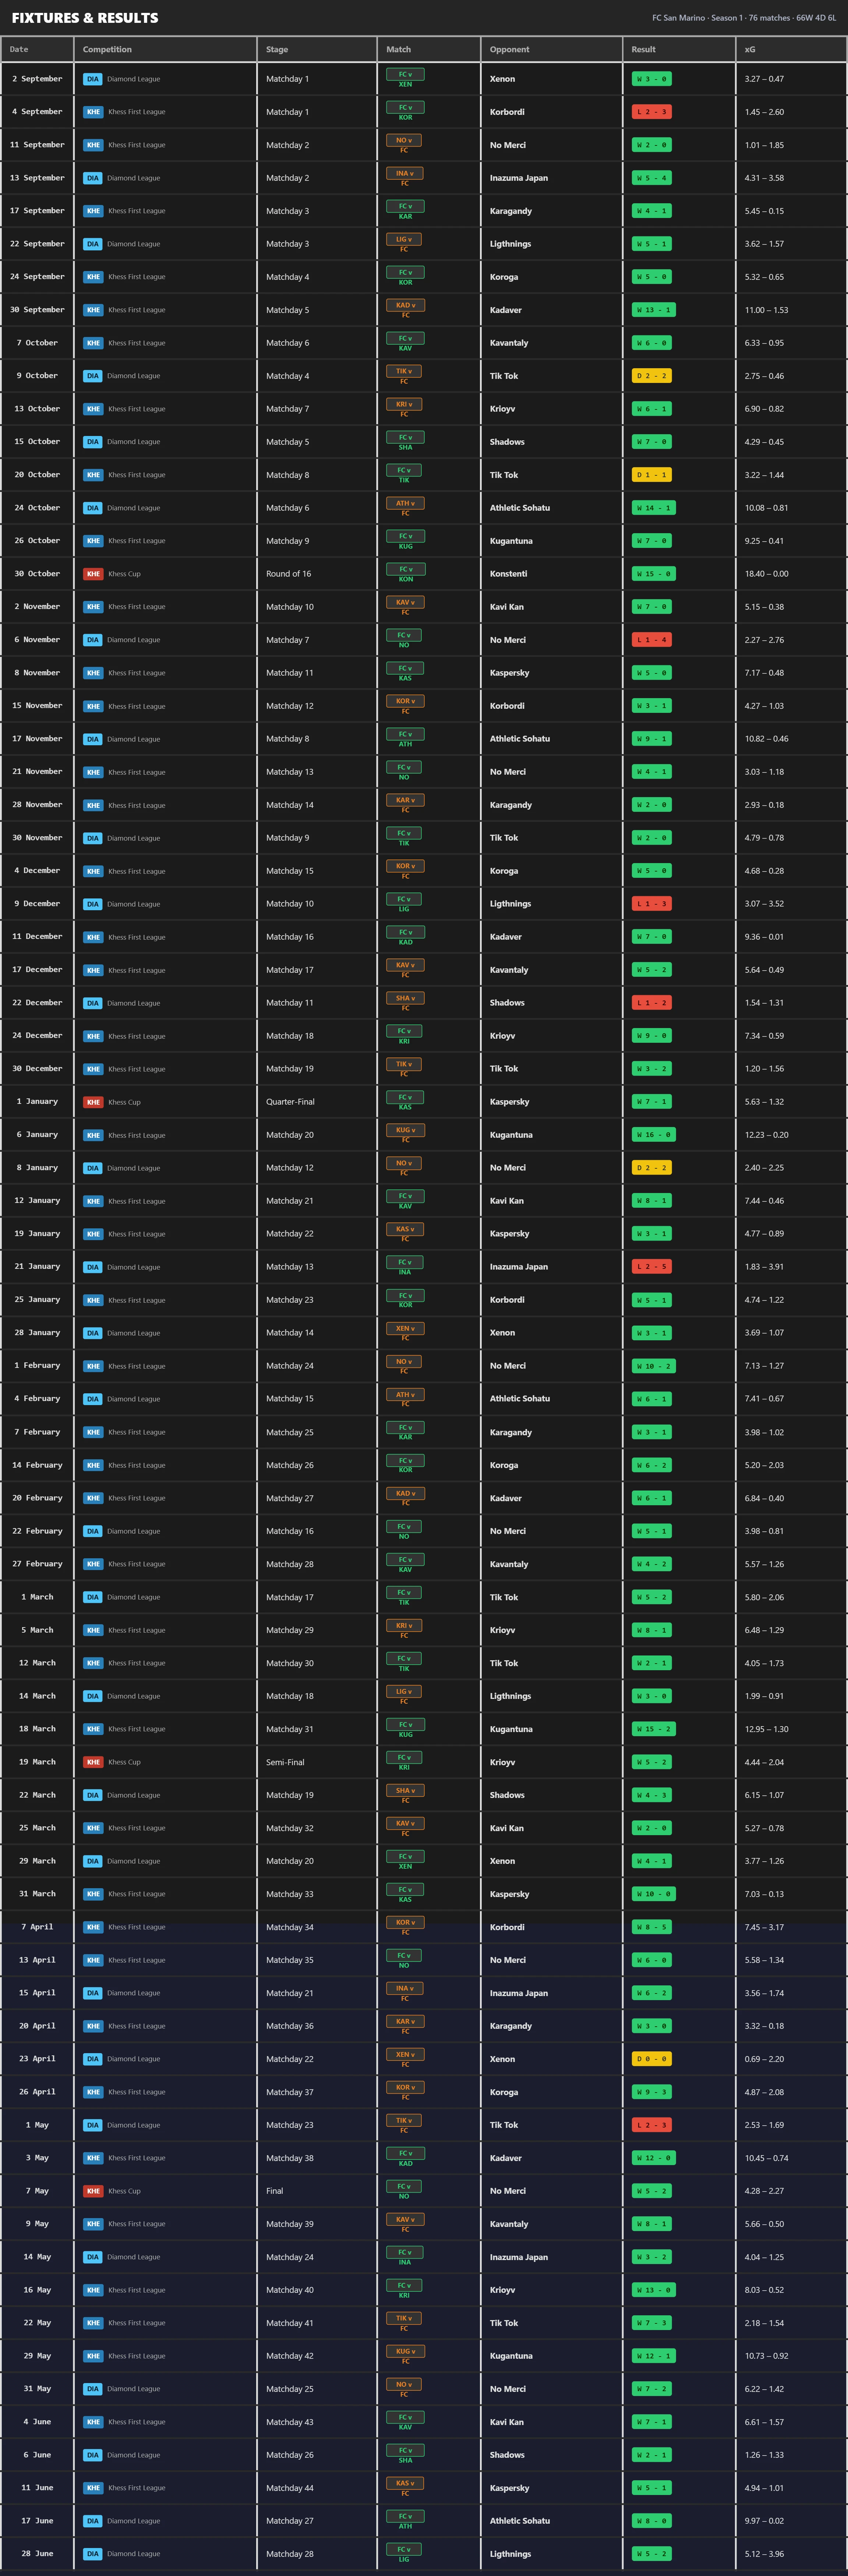 FIXTURES & RESULTS
FC San Marino · Season 1 · 76 matches · 66W 4D 6L
Date Competition Stage Match Opponent Result xG
2 September DIA Diamond League Matchday 1 FC v XEN Xenon W 3 - 0 3.27 – 0.47
4 September KHE Khess First League Matchday 1 FC v KOR Korbordi L 2 - 3 1.45 – 2.60
11 September KHE Khess First League Matchday 2 NO v FC No Merci W 2 - 0 1.01 – 1.85
13 September DIA Diamond League Matchday 2 INA v FC Inazuma Japan W 5 - 4 4.31 – 3.58
17 September KHE Khess First League Matchday 3 FC v KAR Karagandy W 4 - 1 5.45 – 0.15
22 September DIA Diamond League Matchday 3 LIG v FC Ligthnings W 5 - 1 3.62 – 1.57
24 September KHE Khess First League Matchday 4 FC v KOR Koroga W 5 - 0 5.32 – 0.65
30 September KHE Khess First League Matchday 5 KAD v FC Kadaver W 13 - 1 11.00 – 1.53
7 October KHE Khess First League Matchday 6 FC v KAV Kavantaly W 6 - 0 6.33 – 0.95
9 October DIA Diamond League Matchday 4 TIK v FC Tik Tok D 2 - 2 2.75 – 0.46
13 October KHE Khess First League Matchday 7 KRI v FC Krioyv W 6 - 1 6.90 – 0.82
15 October DIA Diamond League Matchday 5 FC v SHA Shadows W 7 - 0 4.29 – 0.45
20 October KHE Khess First League Matchday 8 FC v TIK Tik Tok D 1 - 1 3.22 – 1.44
24 October DIA Diamond League Matchday 6 ATH v FC Athletic Sohatu W 14 - 1 10.08 – 0.81
26 October KHE Khess First League Matchday 9 FC v KUG Kugantuna W 7 - 0 9.25 – 0.41
30 October KHE Khess Cup Round of 16 FC v KON Konstenti W 15 - 0 18.40 – 0.00
2 November KHE Khess First League Matchday 10 KAV v FC Kavi Kan W 7 - 0 5.15 – 0.38
6 November DIA Diamond League Matchday 7 FC v NO No Merci L 1 - 4 2.27 – 2.76
8 November KHE Khess First League Matchday 11 FC v KAS Kaspersky W 5 - 0 7.17 – 0.48
15 November KHE Khess First League Matchday 12 KOR v FC Korbordi W 3 - 1 4.27 – 1.03
17 November DIA Diamond League Matchday 8 FC v ATH Athletic Sohatu W 9 - 1 10.82 – 0.46
21 November KHE Khess First League Matchday 13 FC v NO No Merci W 4 - 1 3.03 – 1.18
28 November KHE Khess First League Matchday 14 KAR v FC Karagandy W 2 - 0 2.93 – 0.18
30 November DIA Diamond League Matchday 9 FC v TIK Tik Tok W 2 - 0 4.79 – 0.78
4 December KHE Khess First League Matchday 15 KOR v FC Koroga W 5 - 0 4.68 – 0.28
9 December DIA Diamond League Matchday 10 FC v LIG Ligthnings L 1 - 3 3.07 – 3.52
11 December KHE Khess First League Matchday 16 FC v KAD Kadaver W 7 - 0 9.36 – 0.01
17 December KHE Khess First League Matchday 17 KAV v FC Kavantaly W 5 - 2 5.64 – 0.49
22 December DIA Diamond League Matchday 11 SHA v FC Shadows L 1 - 2 1.54 – 1.31
24 December KHE Khess First League Matchday 18 FC v KRI Krioyv W 9 - 0 7.34 – 0.59
30 December KHE Khess First League Matchday 19 TIK v FC Tik Tok W 3 - 2 1.20 – 1.56
1 January KHE Khess Cup Quarter-Final FC v KAS Kaspersky W 7 - 1 5.63 – 1.32
6 January KHE Khess First League Matchday 20 KUG v FC Kugantuna W 16 - 0 12.23 – 0.20
8 January DIA Diamond League Matchday 12 NO v FC No Merci D 2 - 2 2.40 – 2.25
12 January KHE Khess First League Matchday 21 FC v KAV Kavi Kan W 8 - 1 7.44 – 0.46
19 January KHE Khess First League Matchday 22 KAS v FC Kaspersky W 3 - 1 4.77 – 0.89
21 January DIA Diamond League Matchday 13 FC v INA Inazuma Japan L 2 - 5 1.83 – 3.91
25 January KHE Khess First League Matchday 23 FC v KOR Korbordi W 5 - 1 4.74 – 1.22
28 January DIA Diamond League Matchday 14 XEN v FC Xenon W 3 - 1 3.69 – 1.07
1 February KHE Khess First League Matchday 24 NO v FC No Merci W 10 - 2 7.13 – 1.27
4 February DIA Diamond League Matchday 15 ATH v FC Athletic Sohatu W 6 - 1 7.41 – 0.67
7 February KHE Khess First League Matchday 25 FC v KAR Karagandy W 3 - 1 3.98 – 1.02
14 February KHE Khess First League Matchday 26 FC v KOR Koroga W 6 - 2 5.20 – 2.03
20 February KHE Khess First League Matchday 27 KAD v FC Kadaver W 6 - 1 6.84 – 0.40
22 February DIA Diamond League Matchday 16 FC v NO No Merci W 5 - 1 3.98 – 0.81
27 February KHE Khess First League Matchday 28 FC v KAV Kavantaly W 4 - 2 5.57 – 1.26
1 March DIA Diamond League Matchday 17 FC v TIK Tik Tok W 5 - 2 5.80 – 2.06
5 March KHE Khess First League Matchday 29 KRI v FC Krioyv W 8 - 1 6.48 – 1.29
12 March KHE Khess First League Matchday 30 FC v TIK Tik Tok W 2 - 1 4.05 – 1.73
14 March DIA Diamond League Matchday 18 LIG v FC Ligthnings W 3 - 0 1.99 – 0.91
18 March KHE Khess First League Matchday 31 FC v KUG Kugantuna W 15 - 2 12.95 – 1.30
19 March KHE Khess Cup Semi-Final FC v KRI Krioyv W 5 - 2 4.44 – 2.04
22 March DIA Diamond League Matchday 19 SHA v FC Shadows W 4 - 3 6.15 – 1.07
25 March KHE Khess First League Matchday 32 KAV v FC Kavi Kan W 2 - 0 5.27 – 0.78
29 March DIA Diamond League Matchday 20 FC v XEN Xenon W 4 - 1 3.77 – 1.26
31 March KHE Khess First League Matchday 33 FC v KAS Kaspersky W 10 - 0 7.03 – 0.13
7 April KHE Khess First League Matchday 34 KOR v FC Korbordi W 8 - 5 7.45 – 3.17
13 April KHE Khess First League Matchday 35 FC v NO No Merci W 6 - 0 5.58 – 1.34
15 April DIA Diamond League Matchday 21 INA v FC Inazuma Japan W 6 - 2 3.56 – 1.74
20 April KHE Khess First League Matchday 36 KAR v FC Karagandy W 3 - 0 3.32 – 0.18
23 April DIA Diamond League Matchday 22 XEN v FC Xenon D 0 - 0 0.69 – 2.20
26 April KHE Khess First League Matchday 37 KOR v FC Koroga W 9 - 3 4.87 – 2.08
1 May DIA Diamond League Matchday 23 TIK v FC Tik Tok L 2 - 3 2.53 – 1.69
3 May KHE Khess First League Matchday 38 FC v KAD Kadaver W 12 - 0 10.45 – 0.74
7 May KHE Khess Cup Final FC v NO No Merci W 5 - 2 4.28 – 2.27
9 May KHE Khess First League Matchday 39 KAV v FC Kavantaly W 8 - 1 5.66 – 0.50
14 May DIA Diamond League Matchday 24 FC v INA Inazuma Japan W 3 - 2 4.04 – 1.25
16 May KHE Khess First League Matchday 40 FC v KRI Krioyv W 13 - 0 8.03 – 0.52
22 May KHE Khess First League Matchday 41 TIK v FC Tik Tok W 7 - 3 2.18 – 1.54
29 May KHE Khess First League Matchday 42 KUG v FC Kugantuna W 12 - 1 10.73 – 0.92
31 May DIA Diamond League Matchday 25 NO v FC No Merci W 7 - 2 6.22 – 1.42
4 June KHE Khess First League Matchday 43 FC v KAV Kavi Kan W 7 - 1 6.61 – 1.57
6 June DIA Diamond League Matchday 26 FC v SHA Shadows W 2 - 1 1.26 – 1.33
11 June KHE Khess First League Matchday 44 KAS v FC Kaspersky W 5 - 1 4.94 – 1.01
17 June DIA Diamond League Matchday 27 FC v ATH Athletic Sohatu W 8 - 0 9.97 – 0.02
28 June DIA Diamond League Matchday 28 FC v LIG Ligthnings W 5 - 2 5.12 – 3.96